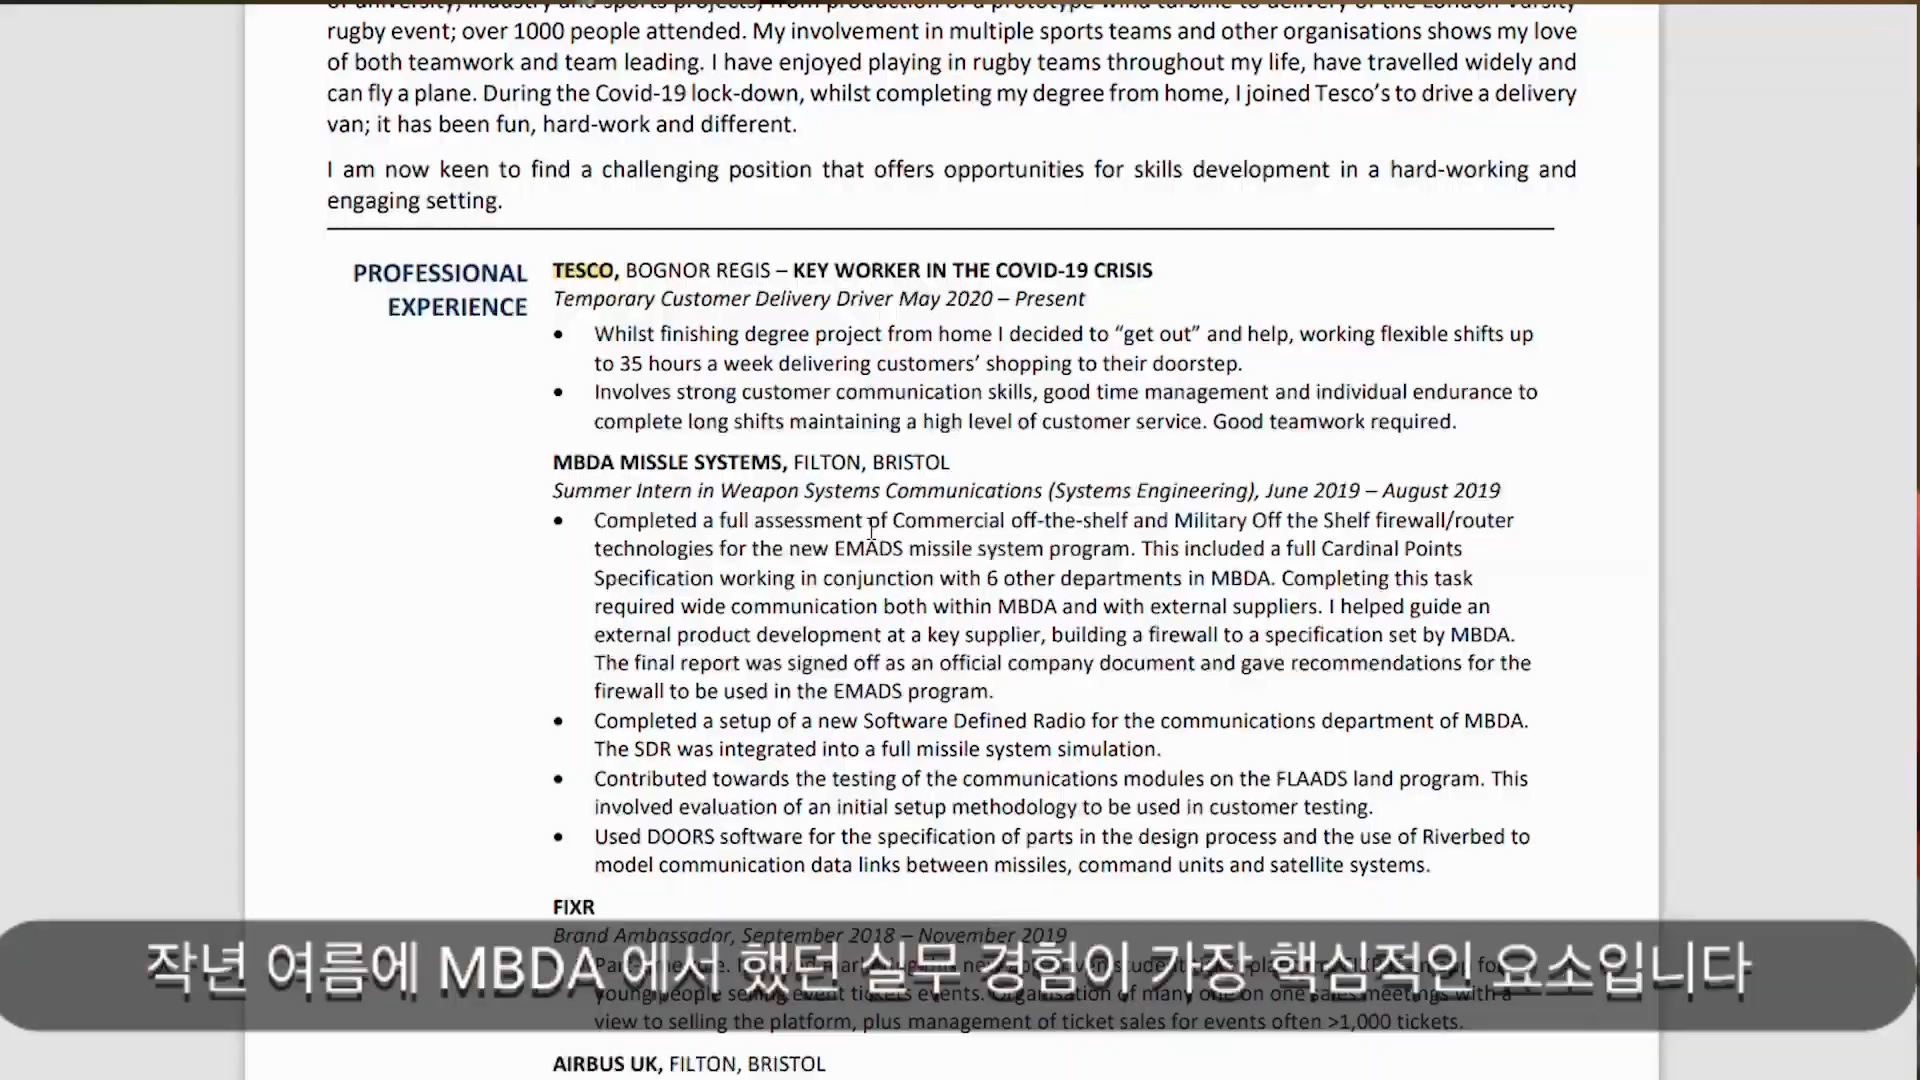 rugby event; over 1000 people attended. My involvement in multiple sports teams and other organisations shows my love
of both teamwork and team leading. I have enjoyed playing in rugby teams throughout my life, have travelled widely and
can fly a plane. During the Covid-19 lock-down, whilst completing my degree from home, I joined Tesco's to drive a delivery
van; it has been fun, hard-work and different.
I am now keen to find a challenging position that offers opportunities for skills development in a hard-working and
engaging setting.
PROFESSIONAL
EXPERIENCE
TESCO, BOGNOR REGIS – KEY WORKER IN THE COVID-19 CRISIS
Temporary Customer Delivery Driver May 2020 – Present
• Whilst finishing degree project from home I decided to “get out” and help, working flexible shifts up
to 35 hours a week delivering customers’ shopping to their doorstep.
• Involves strong customer communication skills, good time management and individual endurance to
complete long shifts maintaining a high level of customer service. Good teamwork required.
MBDA MISSLE SYSTEMS, FILTON, BRISTOL
Summer Intern in Weapon Systems Communications (Systems Engineering), June 2019 – August 2019
• Completed a full assessment of Commercial off-the-shelf and Military Off the Shelf firewall/router
technologies for the new EMADS missile system program. This included a full Cardinal Points
Specification working in conjunction with 6 other departments in MBDA. Completing this task
required wide communication both within MBDA and with external suppliers. I helped guide an
external product development at a key supplier, building a firewall to a specification set by MBDA.
The final report was signed off as an official company document and gave recommendations for the
firewall to be used in the EMADS program.
• Completed a setup of a new Software Defined Radio for the communications department of MBDA.
The SDR was integrated into a full missile system simulation.
• Contributed towards the testing of the communications modules on the FLAADS land program. This
involved evaluation of an initial setup methodology to be used in customer testing.
• Used DOORS software for the specification of parts in the design process and the use of Riverbed to
model communication data links between missiles, command units and satellite systems.
FIXR
Brand Ambassador, September 2018 – November 2019
작년 여름에 MBDA 에서 했던 실무 경험이 가장 핵심적인 요소입니다
young people selling event tickets events. Organisation of many one on one sales meetings with a
view to selling the platform, plus management of ticket sales for events often >1,000 tickets.
AIRBUS UK, FILTON, BRISTOL